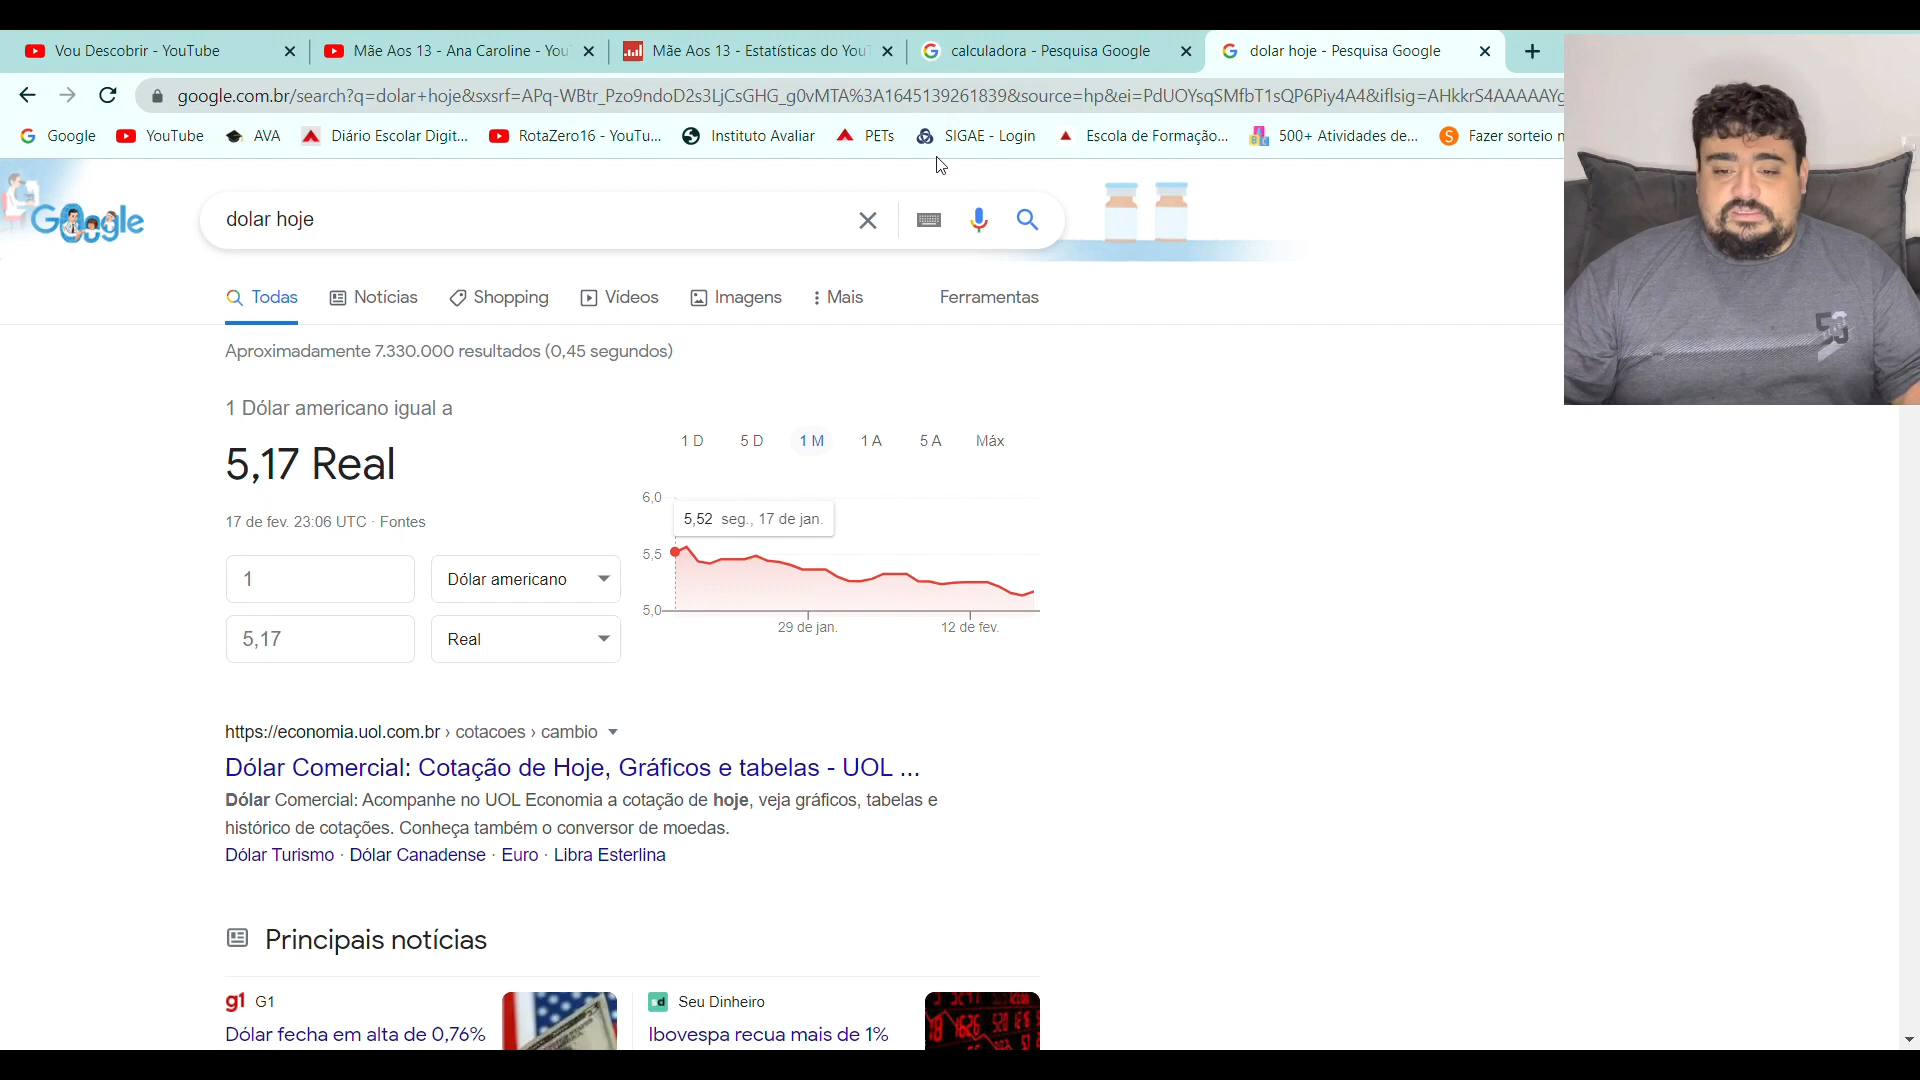 Vou Descobrir - YouTube
Mãe Aos 13 - Ana Caroline - You
Mãe Aos 13 - Estatísticas do You
calculadora - Pesquisa Google
dolar hoje - Pesquisa Google
google.com.br/search?q=dolar+hoje&sxsrf=APq-WBtr_Pzo9ndoD2s3LjCsGHG_g0vMTA%3A1645139261839&source=hp&ei=PdUOYsqSMfbT1sQP6Piy4A4&iflsig=AHkkrS4AAAAAYg
Google YouTube AVA Diário Escolar Digit... RotaZero16 - YouTu... Instituto Avaliar PETs SIGAE - Login Escola de Formação... 500+ Atividades de... Fazer sorteio n
Google
dolar hoje
Todas Notícias Shopping Vídeos Imagens Mais Ferramentas
Aproximadamente 7.330.000 resultados (0,45 segundos)
1 Dólar americano igual a
5,17 Real
17 de fev. 23:06 UTC · Fontes
1 Dólar americano
5,17 Real
1 D 5 D 1 M 1 A 5 A Máx
6,0
5,52 seg., 17 de jan.
5,5
5,0
29 de jan. 12 de fev.
https://economia.uol.com.br › cotacoes › cambio
Dólar Comercial: Cotação de Hoje, Gráficos e tabelas - UOL ...
Dólar Comercial: Acompanhe no UOL Economia a cotação de hoje, veja gráficos, tabelas e
histórico de cotações. Conheça também o conversor de moedas.
Dólar Turismo · Dólar Canadense · Euro · Libra Esterlina
Principais notícias
g1 G1
Dólar fecha em alta de 0,76%
sd Seu Dinheiro
Ibovespa recua mais de 1%
53